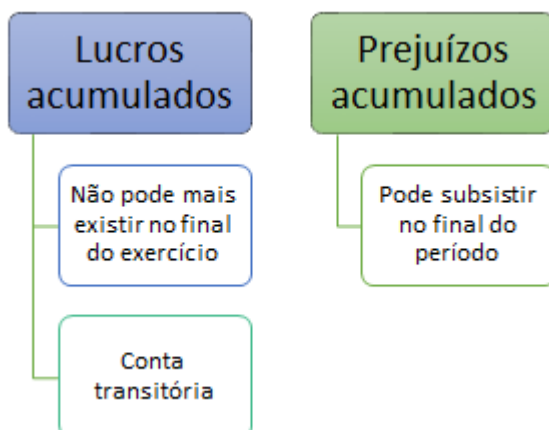 Lucros
acumulados
Não pode mais
existir no final
do exercício
Conta
transitória
Prejuízos
acumulados
Pode subsistir
no final do
período